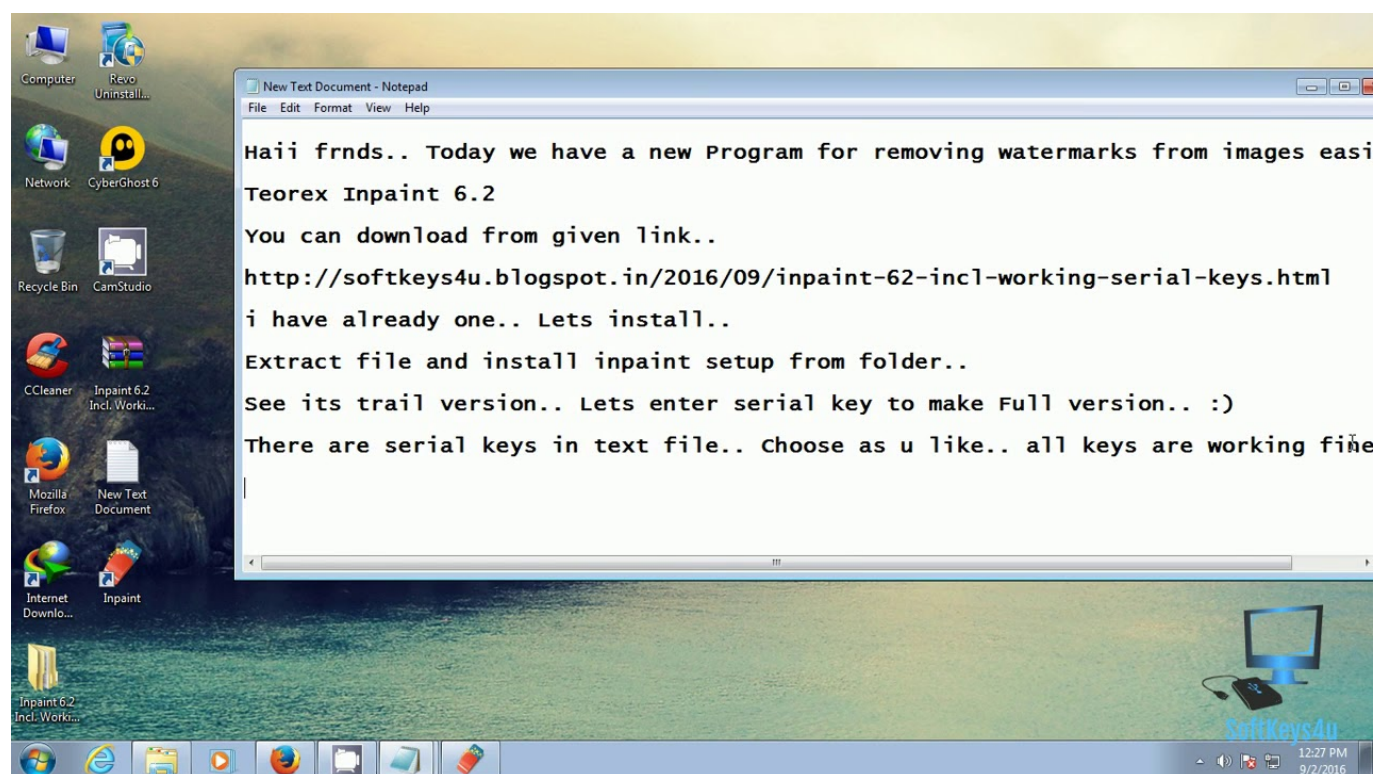 Computer
Revo
Uninstall...
Network
CyberGhost 6
Recycle Bin
CamStudio
CCleaner
Inpaint 6.2
Incl. Worki...
Mozilla
Firefox
New Text
Document
Internet
Downlo...
Inpaint
Inpaint 6.2
Incl. Worki...
New Text Document - Notepad
File Edit Format View Help
Haii frnds.. Today we have a new Program for removing watermarks from images easi
Teorex Inpaint 6.2
You can download from given link..
http://softkeys4u.blogspot.in/2016/09/inpaint-62-incl-working-serial-keys.html
i have already one.. Lets install..
Extract file and install inpaint setup from folder..
See its trail version.. Lets enter serial key to make Full version.. :)
There are serial keys in text file.. Choose as u like.. all keys are working fine
SoftKeys4U
12:27 PM
9/2/2016